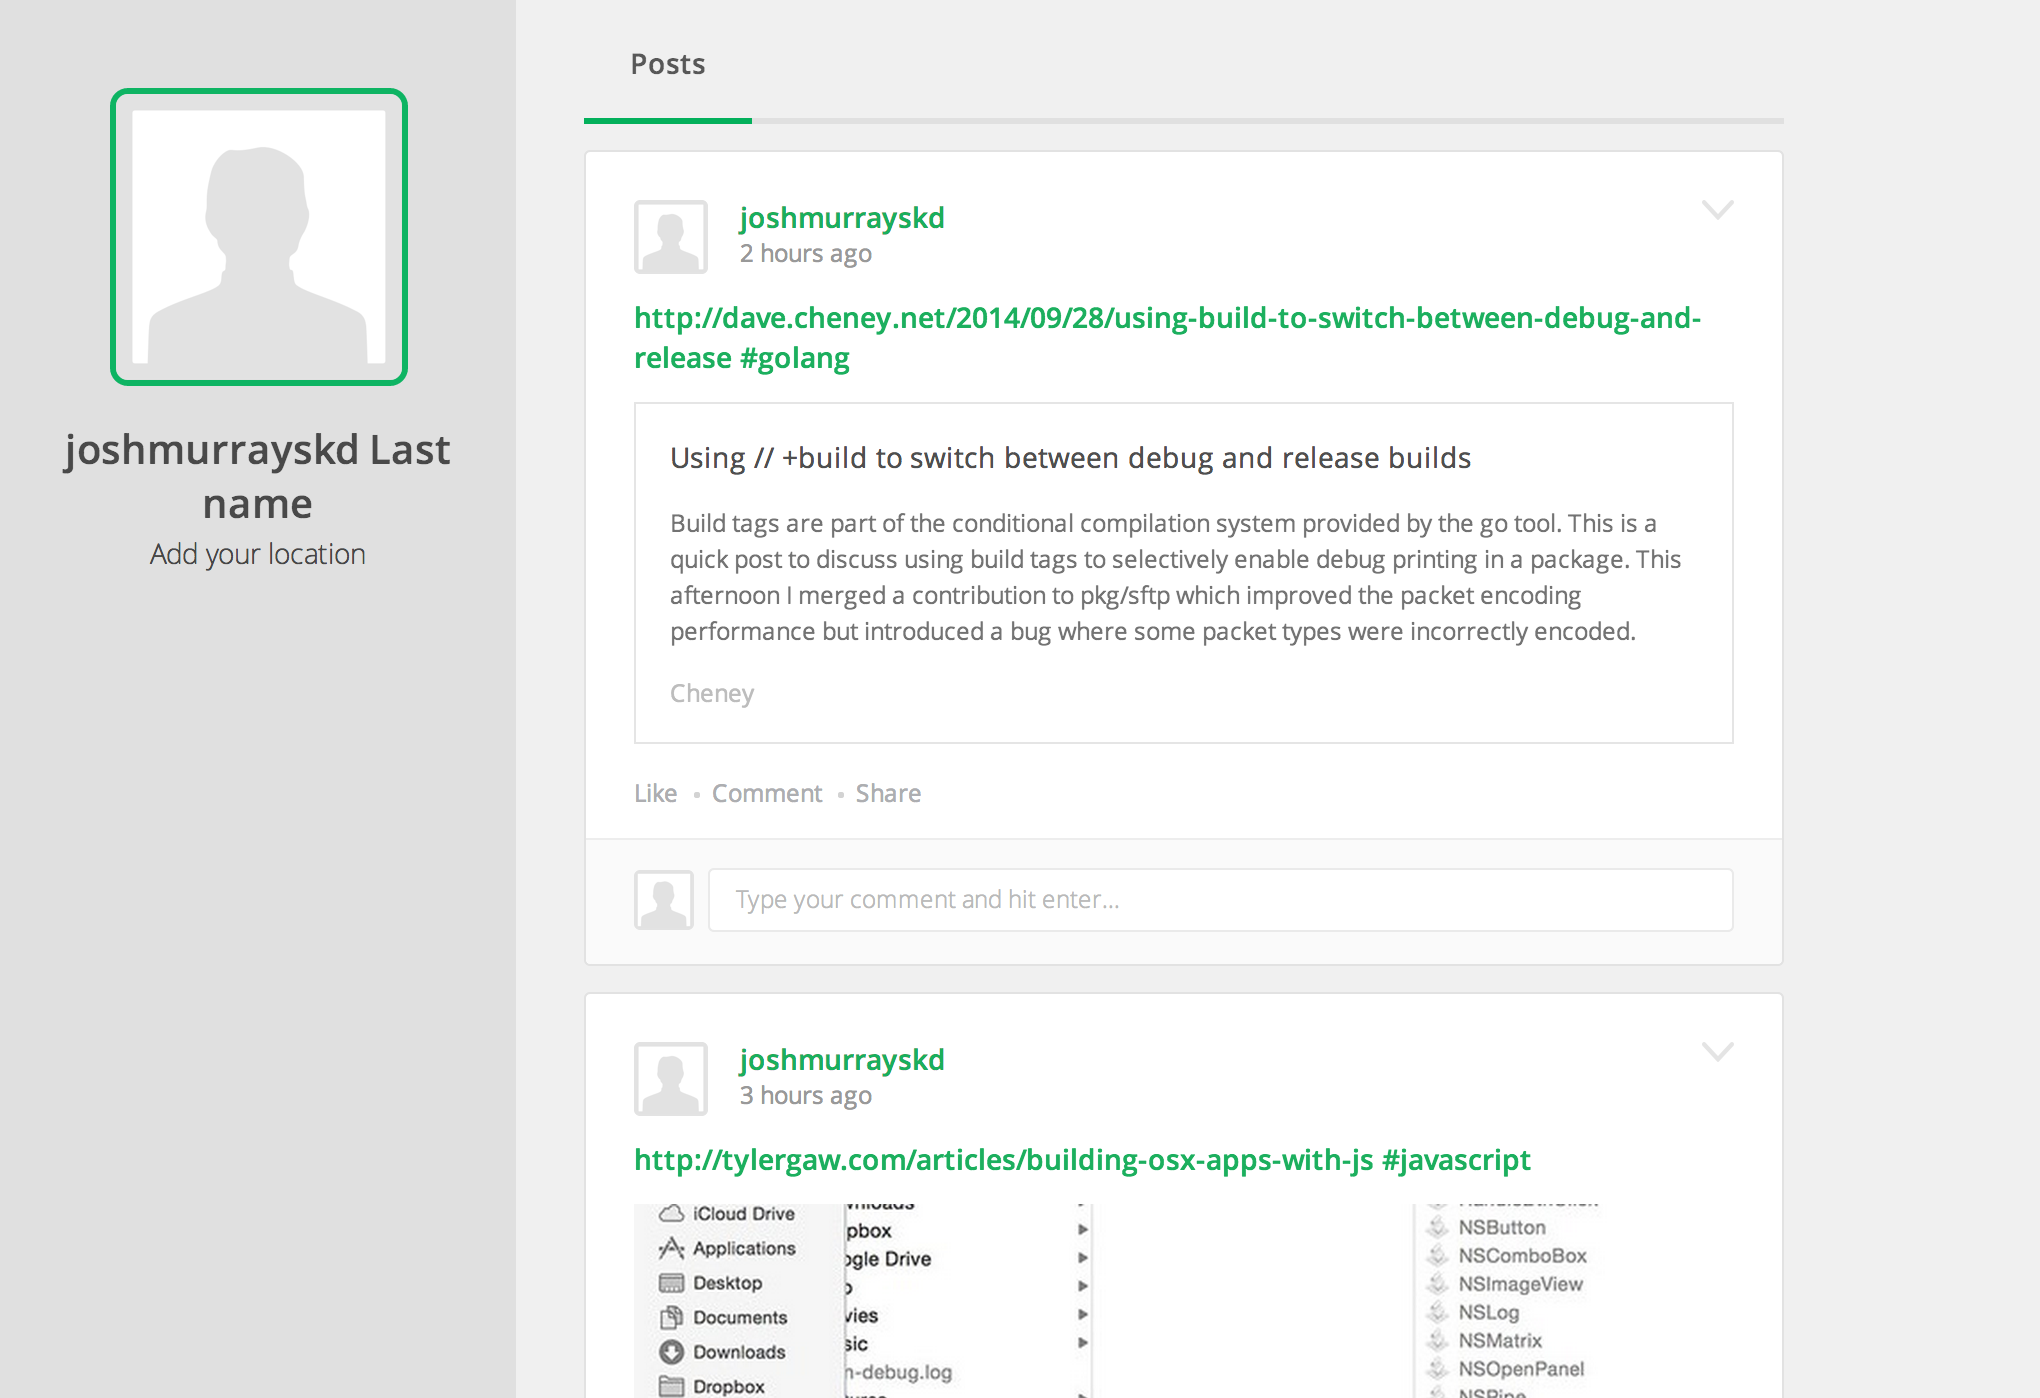 joshmurrayskd Last
name
Add your location
Posts
joshmurrayskd
2 hours ago
http://dave.cheney.net/2014/09/28/using-build-to-switch-between-debug-and-
release #golang
Using // +build to switch between debug and release builds
Build tags are part of the conditional compilation system provided by the go tool. This is a
quick post to discuss using build tags to selectively enable debug printing in a package. This
afternoon I merged a contribution to pkg/sftp which improved the packet encoding
performance but introduced a bug where some packet types were incorrectly encoded.
Cheney
Like Comment Share
Type your comment and hit enter...
joshmurrayskd
3 hours ago
http://tylergaw.com/articles/building-osx-apps-with-js #javascript
iCloud Drive
Applications
Desktop
Documents
Downloads
Dropbox
pbox
ogle Drive
vies
sic
n-debug.log
NSButton
NSComboBox
NSImageView
NSLog
NSMatrix
NSOpenPanel
NSPipe